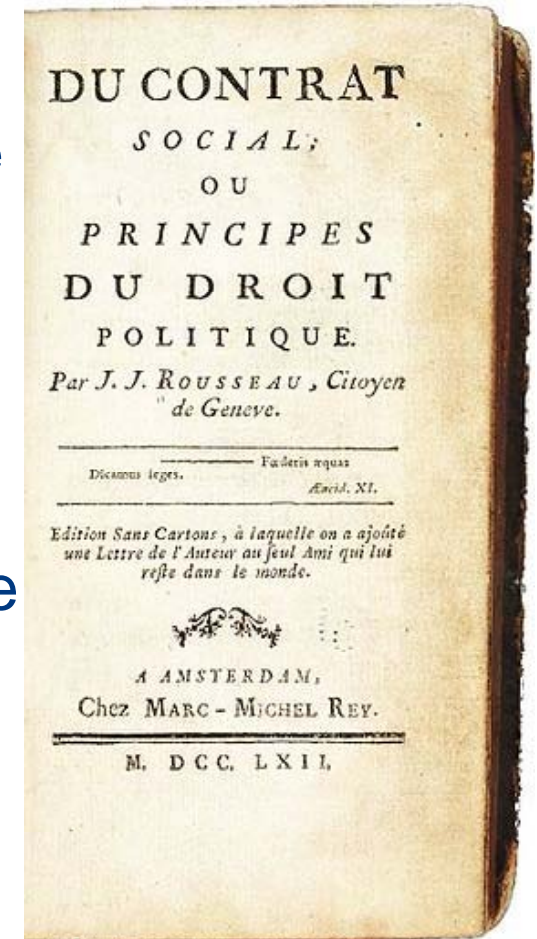 DU CONTRAT
SOCIAL;
OU
PRINCIPES
DU DROIT
POLITIQUE.
Par J. J. ROUSSEAU, Citoyen
de Geneve.
Fœderis æquas
Dicamus leges.
Æneid. XI.
Edition Sans Cartons, à laquelle on a ajoûté
une Lettre de l'Auteur au ſeul Ami qui lui
reſte dans le monde.
A AMSTERDAM,
Chez MARC-MICHEL REY.
M. DCC. LXII.
e
e